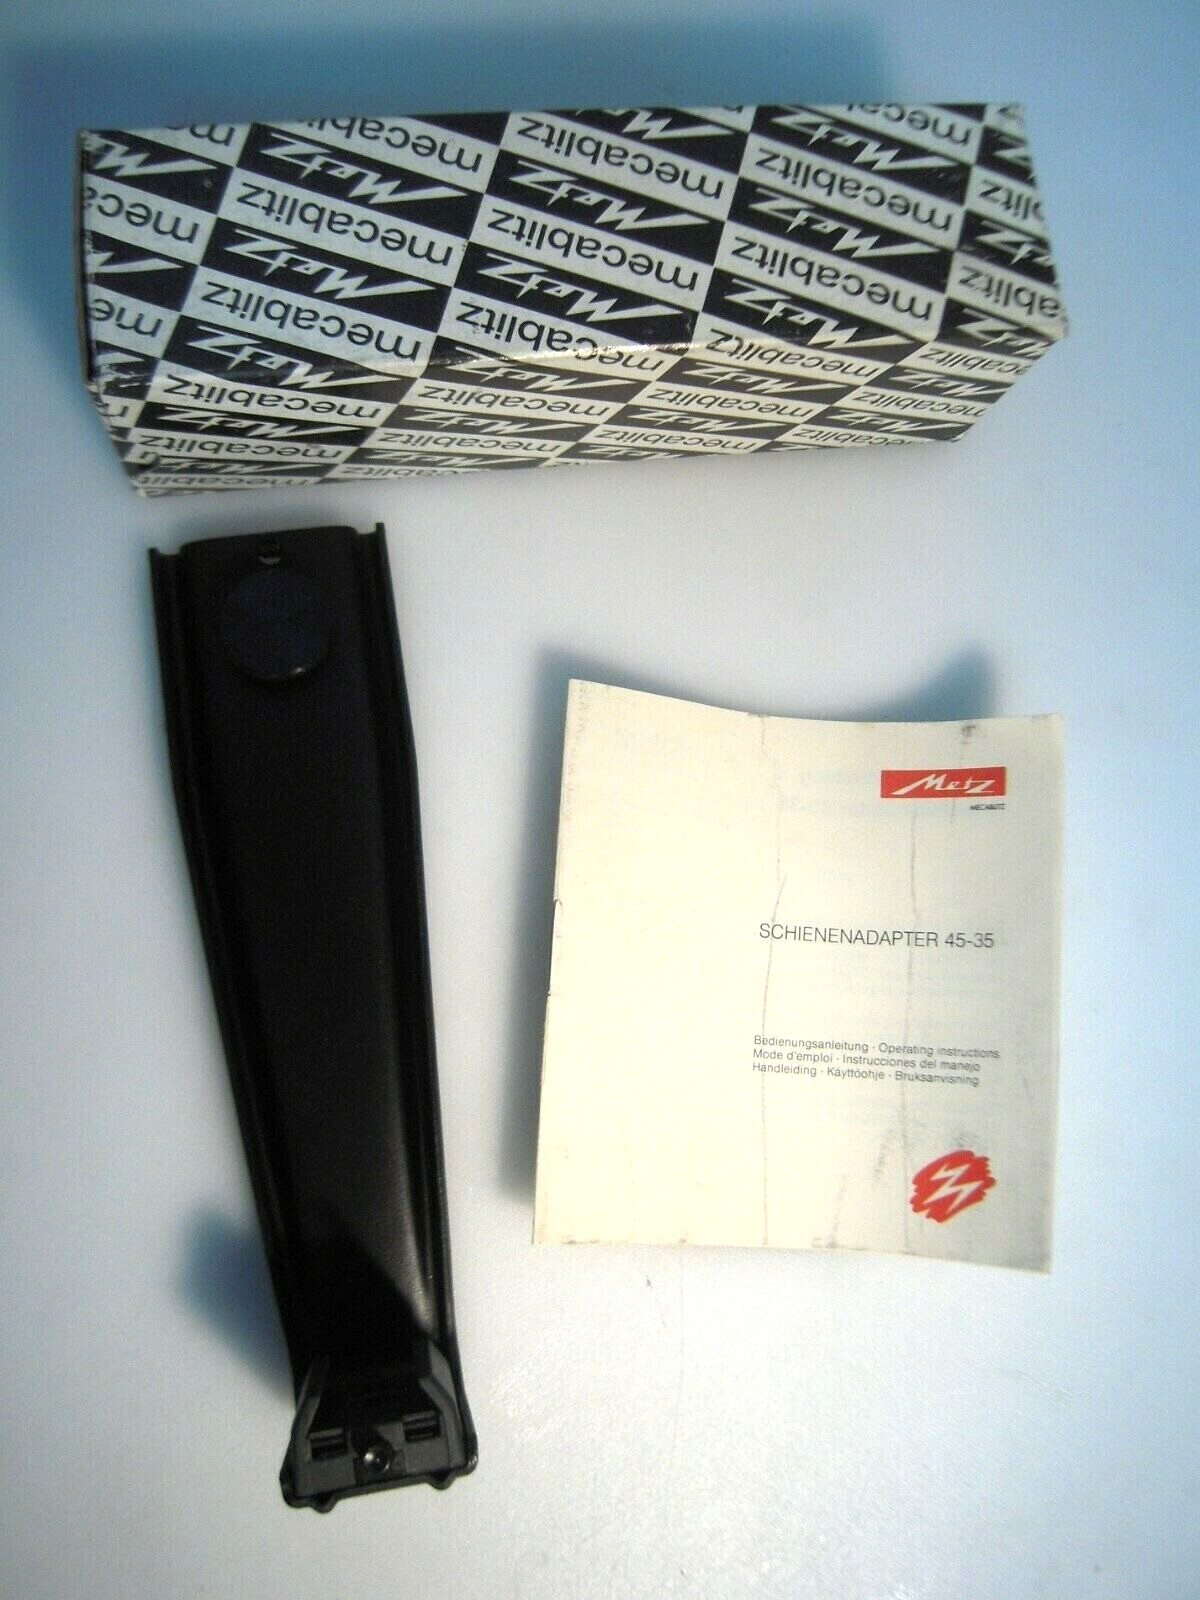 Metz mecablitz
Metz
MECABLITZ
SCHIENENADAPTER 45-35
Bedienungsanleitung · Operating instructions
Mode d'emploi · Instrucciones del manejo
Handleiding · Käyttöohje · Bruksanvisning